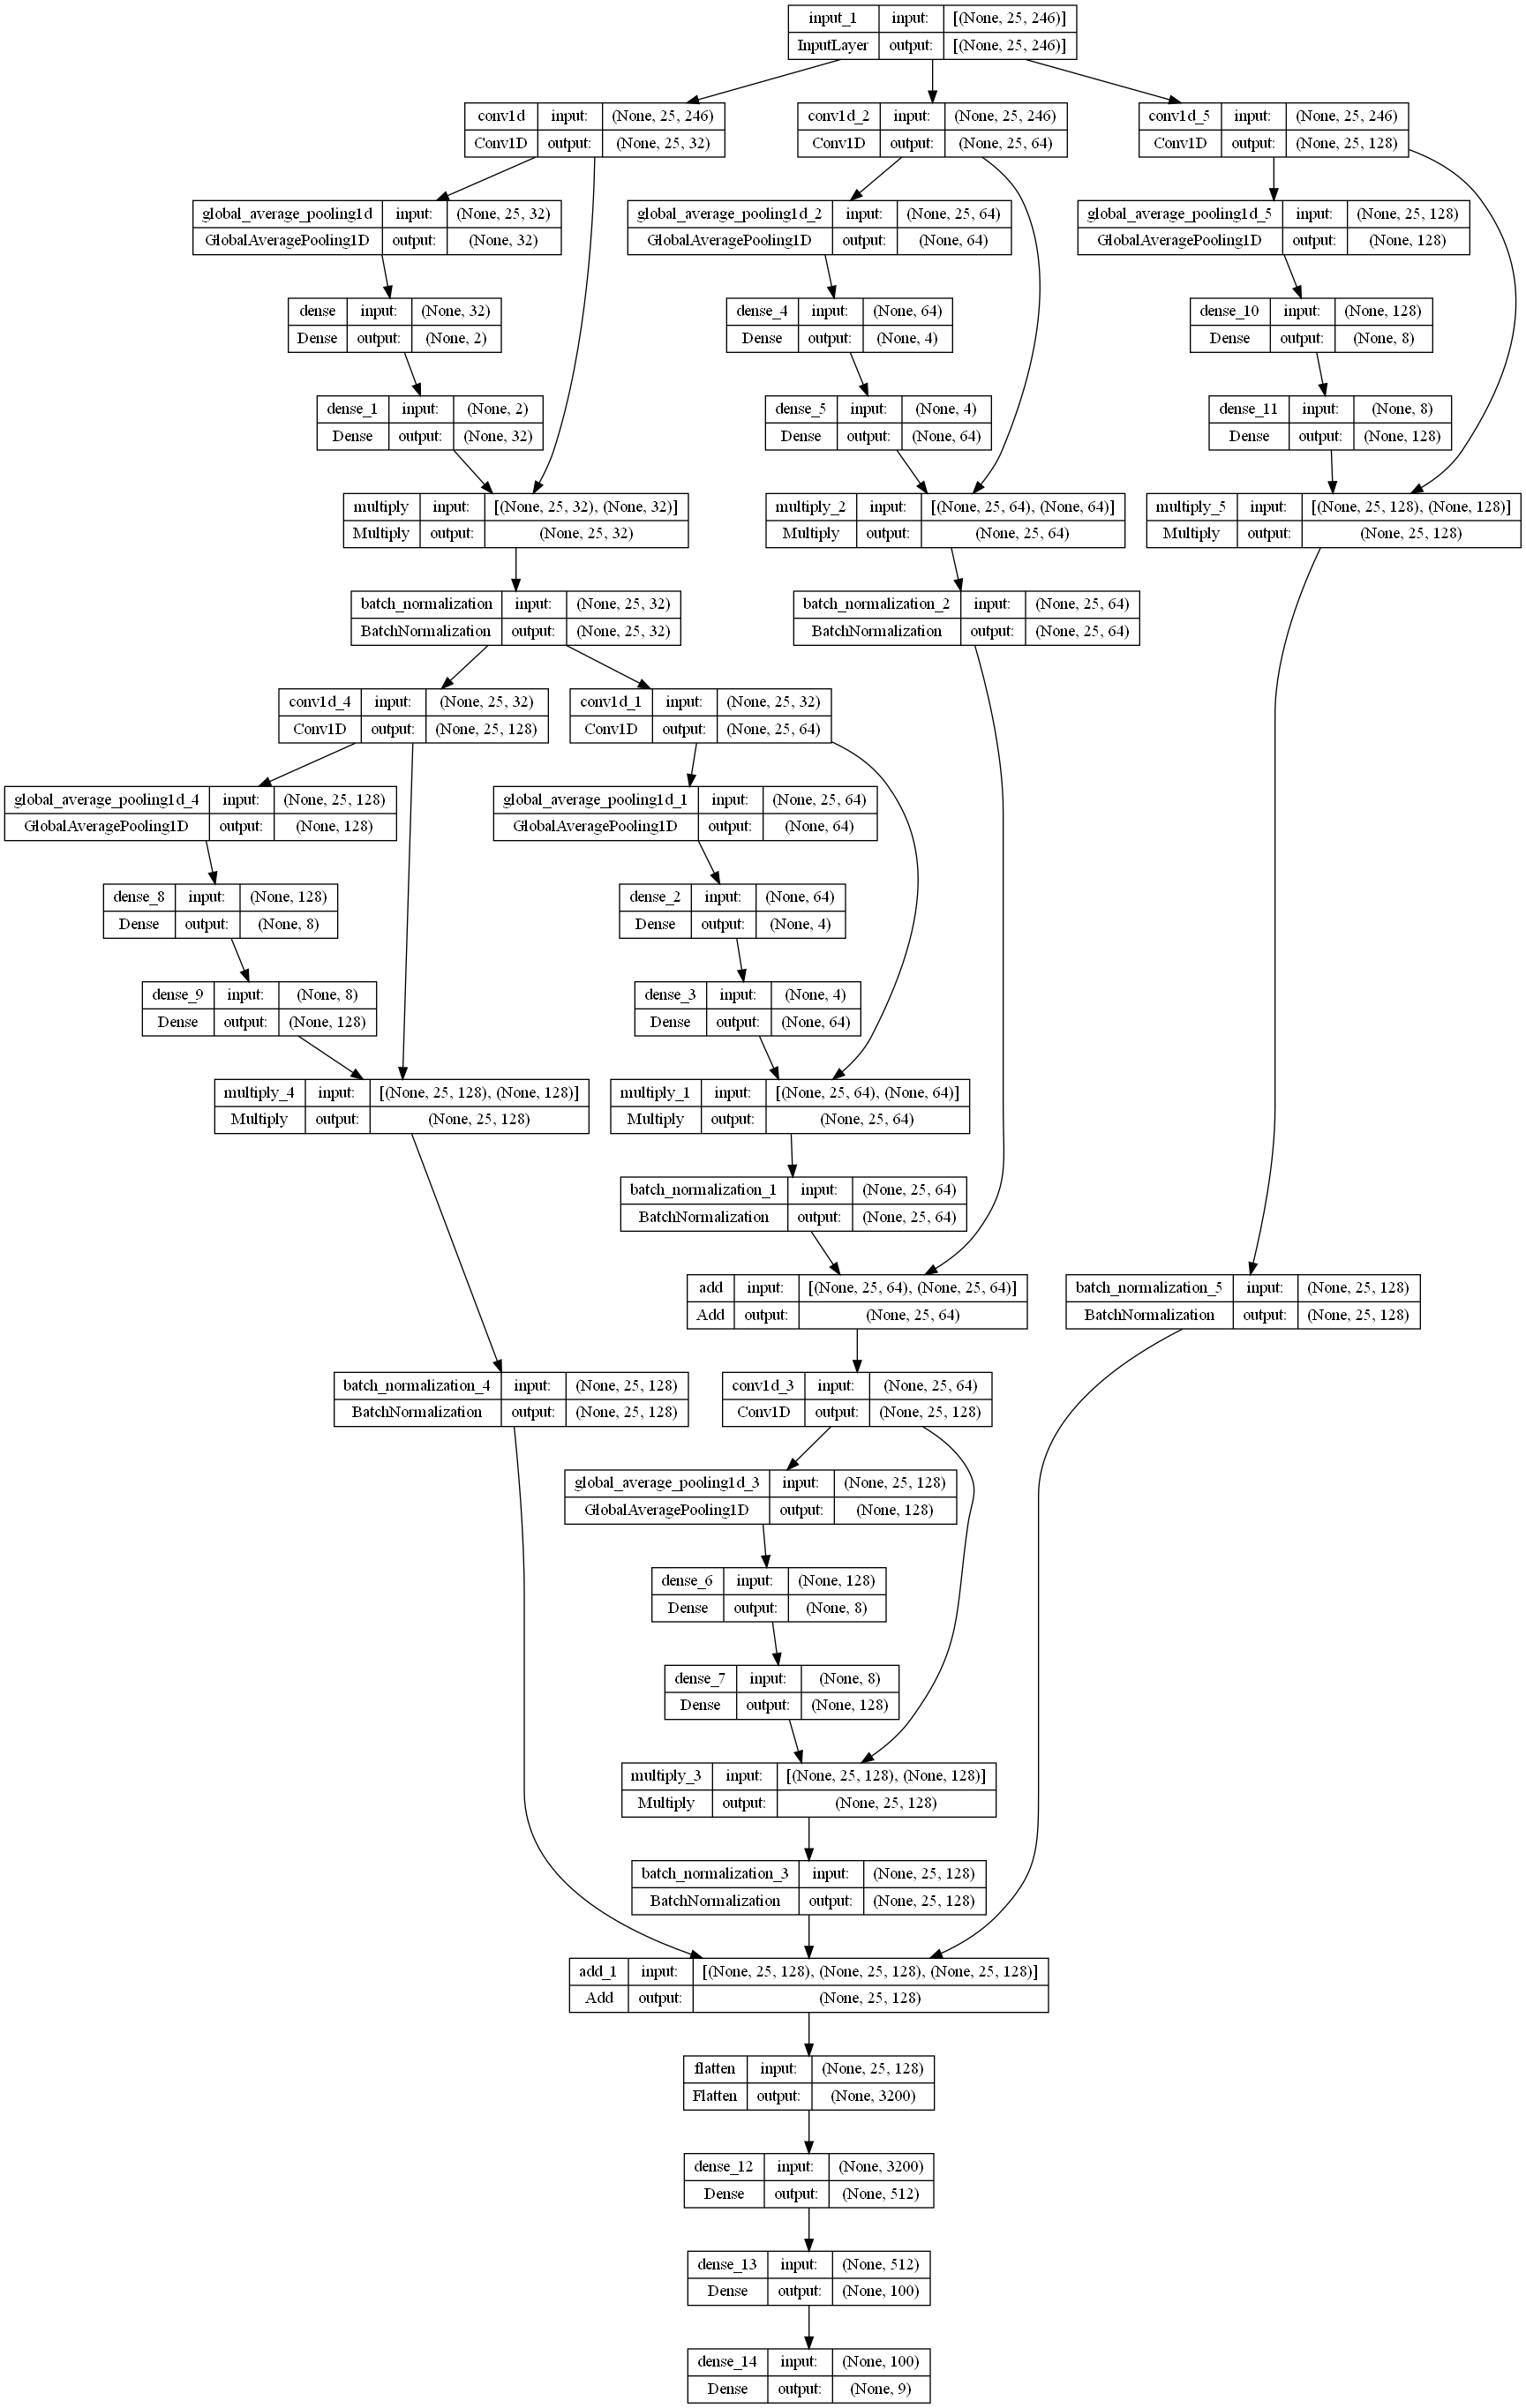 input_1 input: [(None, 25, 246)]
InputLayer output: [(None, 25, 246)]
conv1d input: (None, 25, 246)
Conv1D output: (None, 25, 32)
conv1d_2 input: (None, 25, 246)
Conv1D output: (None, 25, 64)
conv1d_5 input: (None, 25, 246)
Conv1D output: (None, 25, 128)
global_average_pooling1d input: (None, 25, 32)
GlobalAveragePooling1D output: (None, 32)
global_average_pooling1d_2 input: (None, 25, 64)
GlobalAveragePooling1D output: (None, 64)
global_average_pooling1d_5 input: (None, 25, 128)
GlobalAveragePooling1D output: (None, 128)
dense input: (None, 32)
Dense output: (None, 2)
dense_4 input: (None, 64)
Dense output: (None, 4)
dense_10 input: (None, 128)
Dense output: (None, 8)
dense_1 input: (None, 2)
Dense output: (None, 32)
dense_5 input: (None, 4)
Dense output: (None, 64)
dense_11 input: (None, 8)
Dense output: (None, 128)
multiply input: [(None, 25, 32), (None, 32)]
Multiply output: (None, 25, 32)
multiply_2 input: [(None, 25, 64), (None, 64)]
Multiply output: (None, 25, 64)
multiply_5 input: [(None, 25, 128), (None, 128)]
Multiply output: (None, 25, 128)
batch_normalization input: (None, 25, 32)
BatchNormalization output: (None, 25, 32)
batch_normalization_2 input: (None, 25, 64)
BatchNormalization output: (None, 25, 64)
conv1d_4 input: (None, 25, 32)
Conv1D output: (None, 25, 128)
conv1d_1 input: (None, 25, 32)
Conv1D output: (None, 25, 64)
global_average_pooling1d_4 input: (None, 25, 128)
GlobalAveragePooling1D output: (None, 128)
global_average_pooling1d_1 input: (None, 25, 64)
GlobalAveragePooling1D output: (None, 64)
dense_8 input: (None, 128)
Dense output: (None, 8)
dense_2 input: (None, 64)
Dense output: (None, 4)
dense_9 input: (None, 8)
Dense output: (None, 128)
dense_3 input: (None, 4)
Dense output: (None, 64)
multiply_4 input: [(None, 25, 128), (None, 128)]
Multiply output: (None, 25, 128)
multiply_1 input: [(None, 25, 64), (None, 64)]
Multiply output: (None, 25, 64)
batch_normalization_1 input: (None, 25, 64)
BatchNormalization output: (None, 25, 64)
add input: [(None, 25, 64), (None, 25, 64)]
Add output: (None, 25, 64)
batch_normalization_5 input: (None, 25, 128)
BatchNormalization output: (None, 25, 128)
batch_normalization_4 input: (None, 25, 128)
BatchNormalization output: (None, 25, 128)
conv1d_3 input: (None, 25, 64)
Conv1D output: (None, 25, 128)
global_average_pooling1d_3 input: (None, 25, 128)
GlobalAveragePooling1D output: (None, 128)
dense_6 input: (None, 128)
Dense output: (None, 8)
dense_7 input: (None, 8)
Dense output: (None, 128)
multiply_3 input: [(None, 25, 128), (None, 128)]
Multiply output: (None, 25, 128)
batch_normalization_3 input: (None, 25, 128)
BatchNormalization output: (None, 25, 128)
add_1 input: [(None, 25, 128), (None, 25, 128), (None, 25, 128)]
Add output: (None, 25, 128)
flatten input: (None, 25, 128)
Flatten output: (None, 3200)
dense_12 input: (None, 3200)
Dense output: (None, 512)
dense_13 input: (None, 512)
Dense output: (None, 100)
dense_14 input: (None, 100)
Dense output: (None, 9)